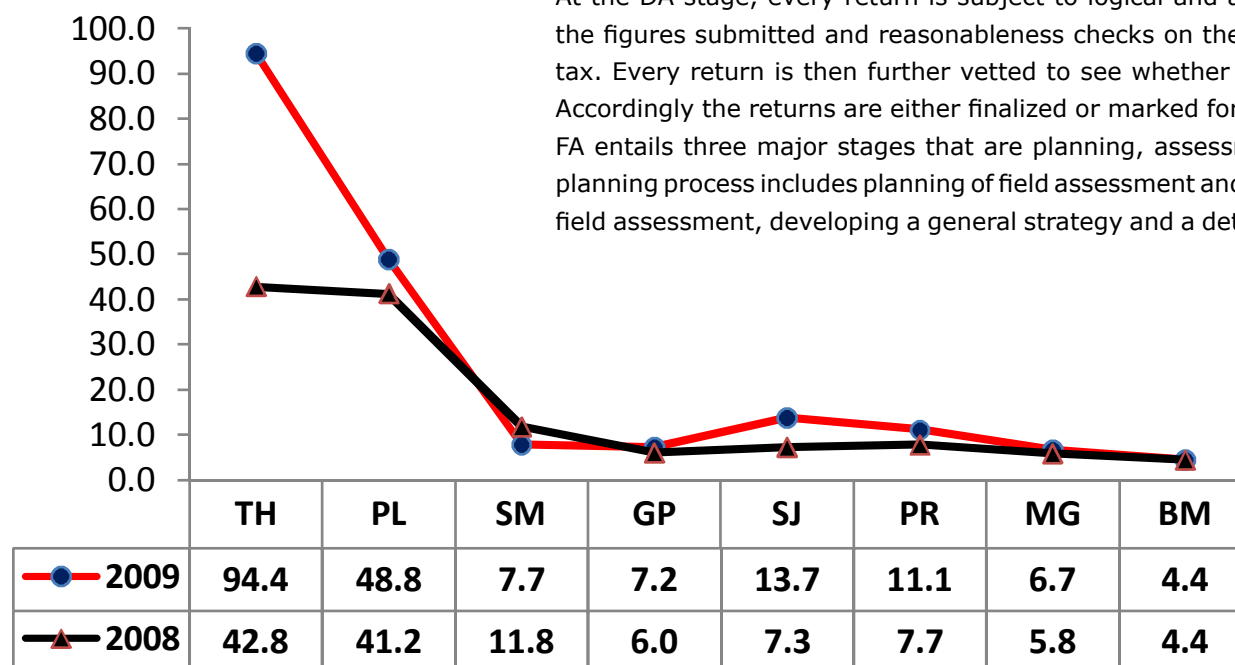 At the DA stage, every return is subject to logical and a
the figures submitted and reasonableness checks on the
tax. Every return is then further vetted to see whether
Accordingly the returns are either finalized or marked for
FA entails three major stages that are planning, assess
planning process includes planning of field assessment and
field assessment, developing a general strategy and a det
100.0
90.0
80.0
70.0
60.0
50.0
40.0
30.0
20.0
10.0
0.0
TH PL SM GP SJ PR MG BM
2009 94.4 48.8 7.7 7.2 13.7 11.1 6.7 4.4
2008 42.8 41.2 11.8 6.0 7.3 7.7 5.8 4.4